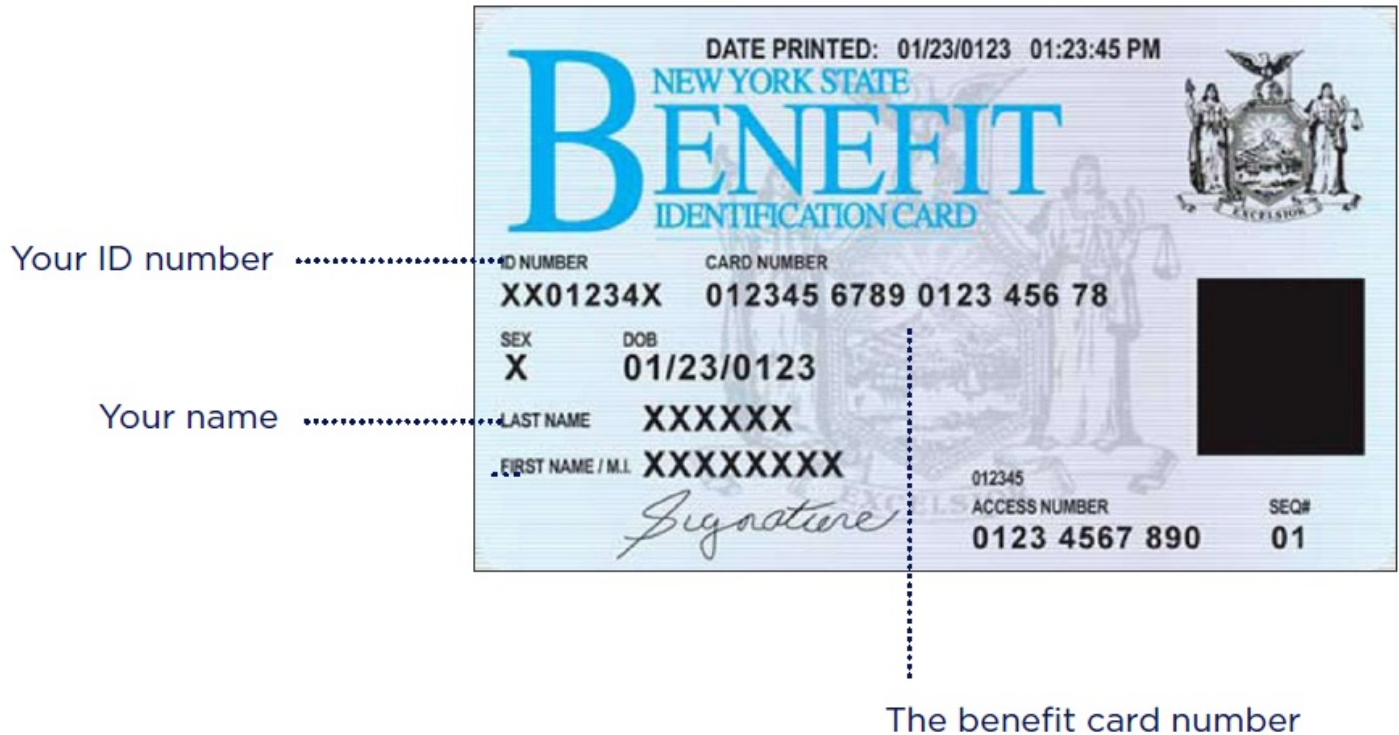 DATE PRINTED: 01/23/0123 01:23:45 PM
NEW YORK STATE
BENEFIT
IDENTIFICATION CARD
EXCELSIOR
Your ID number
ID NUMBER CARD NUMBER
XX01234X 012345 6789 0123 456 78
SEX DOB
X 01/23/0123
Your name
LAST NAME XXXXXX
FIRST NAME / M.I. XXXXXXXX
EXCELSIOR
Signature
012345
ACCESS NUMBER SEQ#
0123 4567 890 01
The benefit card number